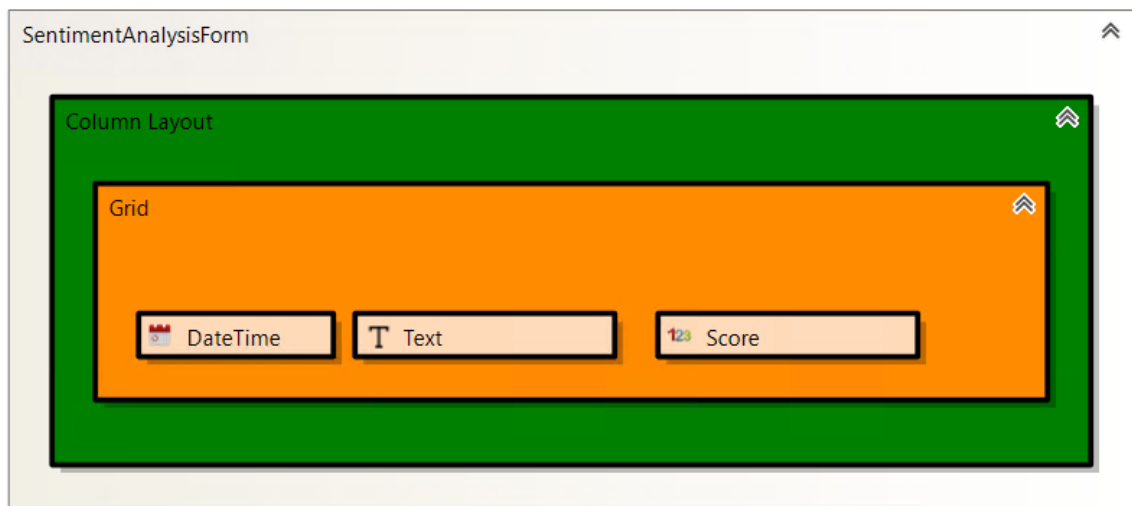 SentimentAnalysisForm
Column Layout
Grid
DateTime T Text 123 Score